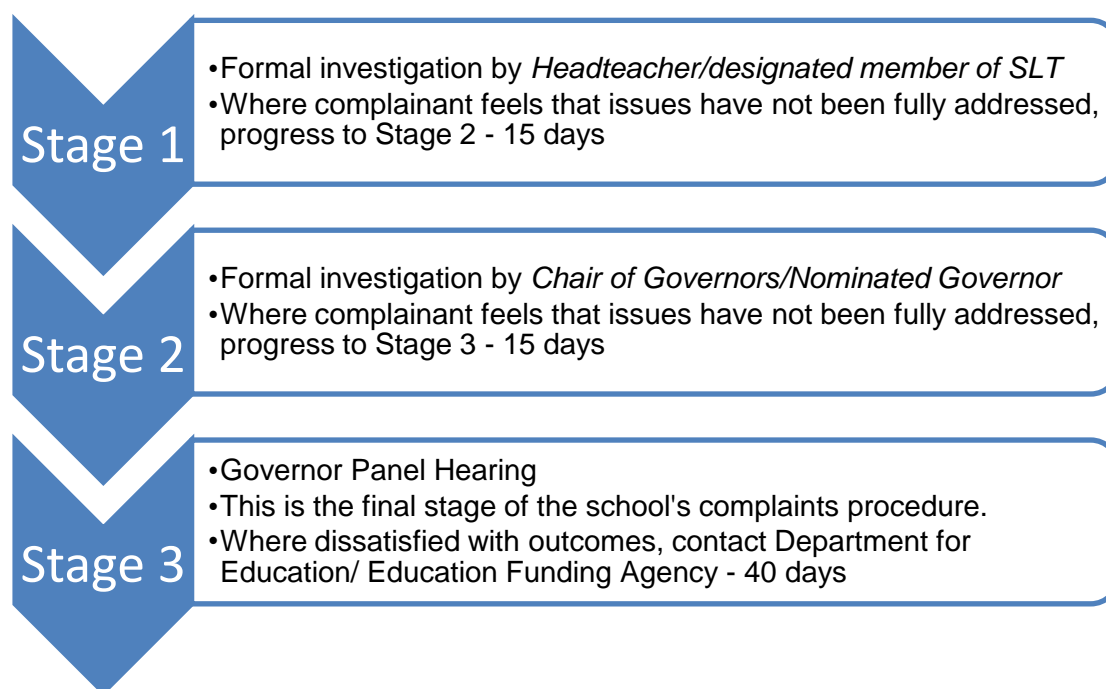 Stage 1
•Formal investigation by Headteacher/designated member of SLT
•Where complainant feels that issues have not been fully addressed,
progress to Stage 2 - 15 days
Stage 2
•Formal investigation by Chair of Governors/Nominated Governor
•Where complainant feels that issues have not been fully addressed,
progress to Stage 3 - 15 days
Stage 3
•Governor Panel Hearing
•This is the final stage of the school's complaints procedure.
•Where dissatisfied with outcomes, contact Department for
Education/ Education Funding Agency - 40 days